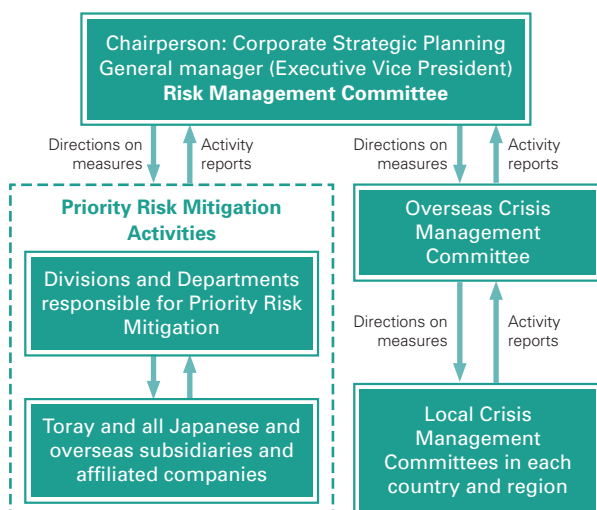 Chairperson: Corporate Strategic Planning
General manager (Executive Vice President)
Risk Management Committee
Directions on
measures
Activity
reports
Directions on
measures
Activity
reports
Priority Risk Mitigation
Activities
Divisions and Departments
responsible for Priority Risk
Mitigation
Toray and all Japanese and
overseas subsidiaries and
affiliated companies
Overseas Crisis
Management
Committee
Directions on
measures
Activity
reports
Local Crisis
Management
Committees in each
country and region